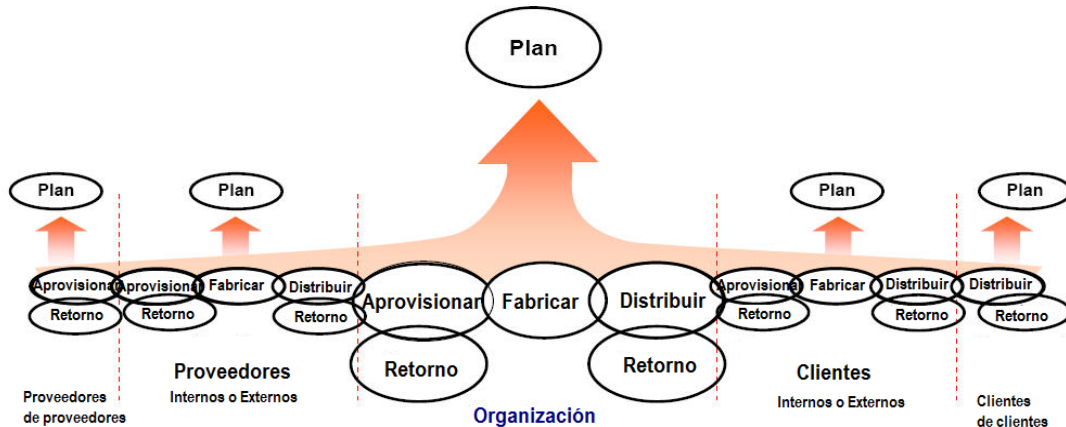 Plan
Plan
Plan
Plan
Plan
Aprovisionar
Aprovisionar
Fabricar
Distribuir
Aprovisionar
Fabricar
Distribuir
Aprovisionar
Fabricar
Distribuir
Distribuir
Retorno
Retorno
Retorno
Retorno
Retorno
Retorno
Retorno
Retorno
Proveedores
de proveedores
Proveedores
Internos o Externos
Organización
Clientes
Internos o Externos
Clientes
de clientes